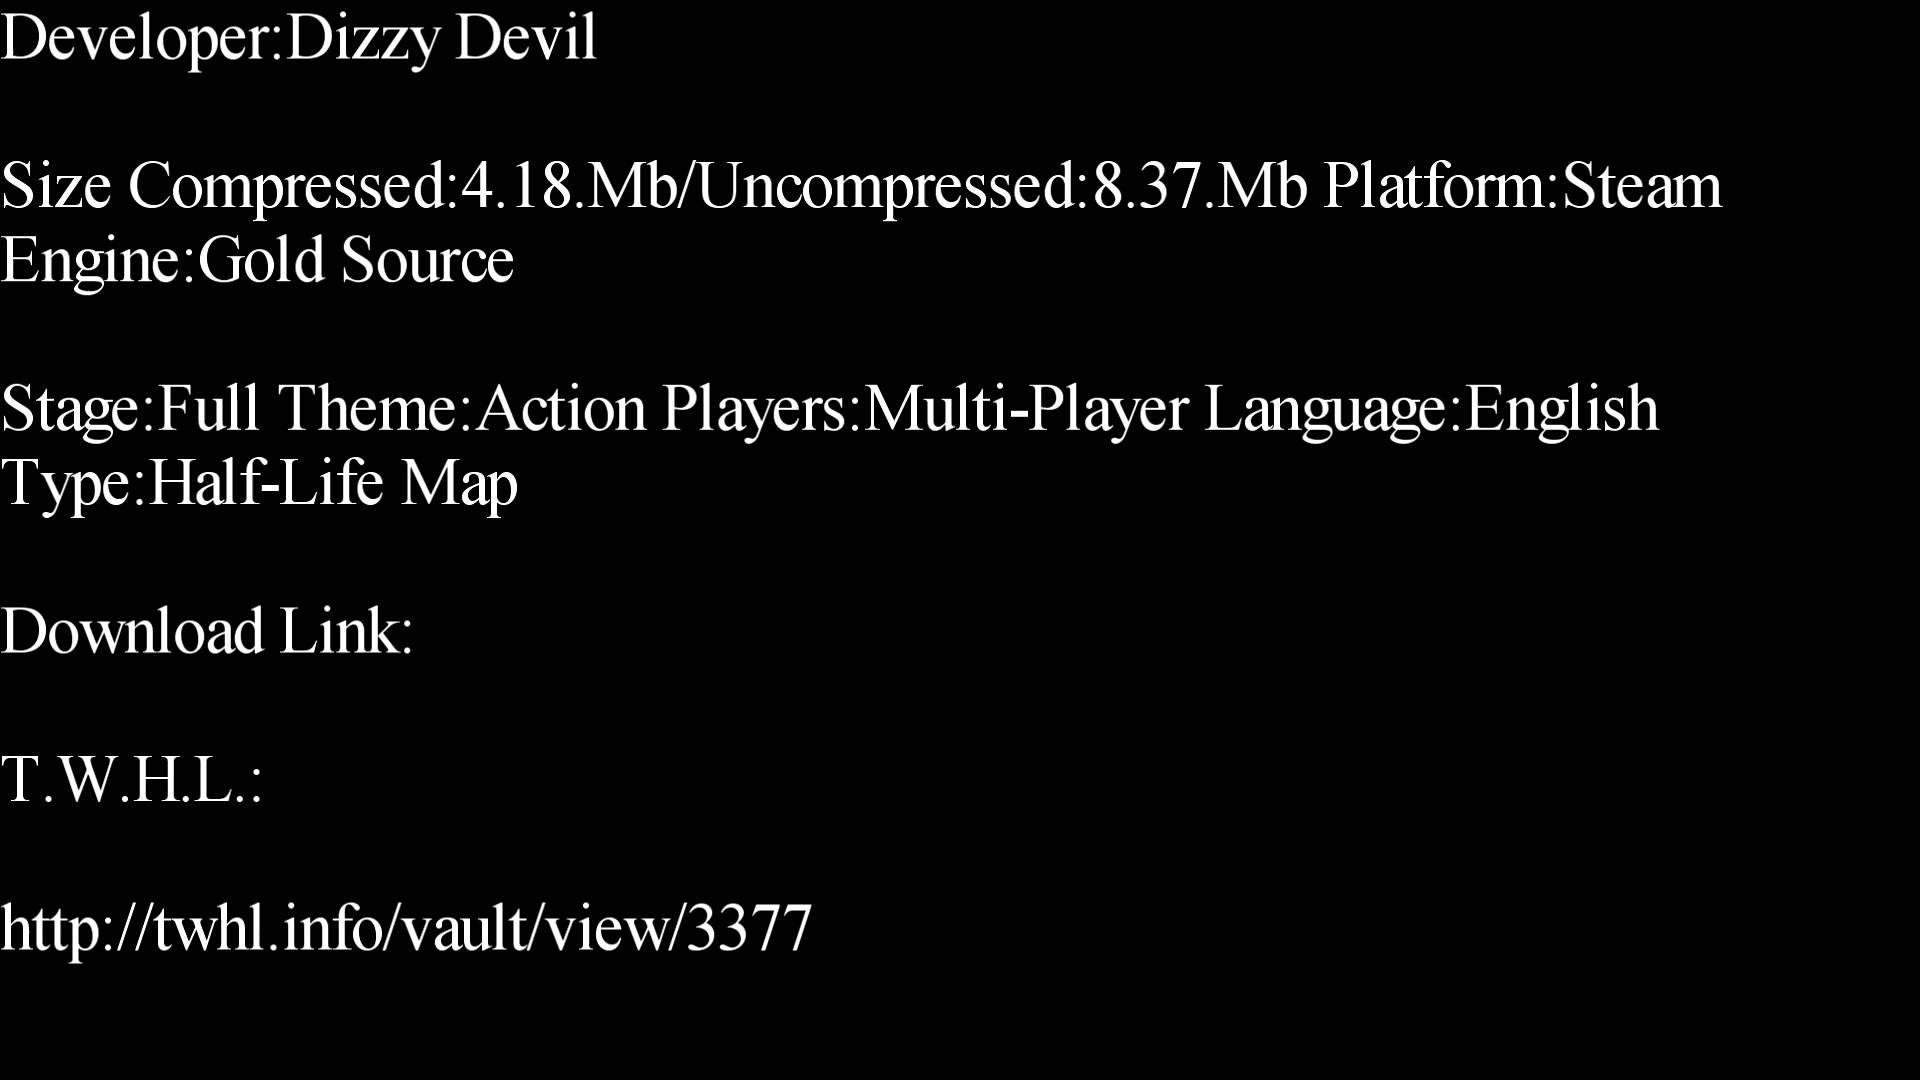 Developer:Dizzy Devil
Size Compressed:4.18.Mb/Uncompressed:8.37.Mb Platform:Steam
Engine:Gold Source
Stage:Full Theme:Action Players:Multi-Player Language:English
Type:Half-Life Map
Download Link:
T.W.H.L.:
http://twhl.info/vault/view/3377